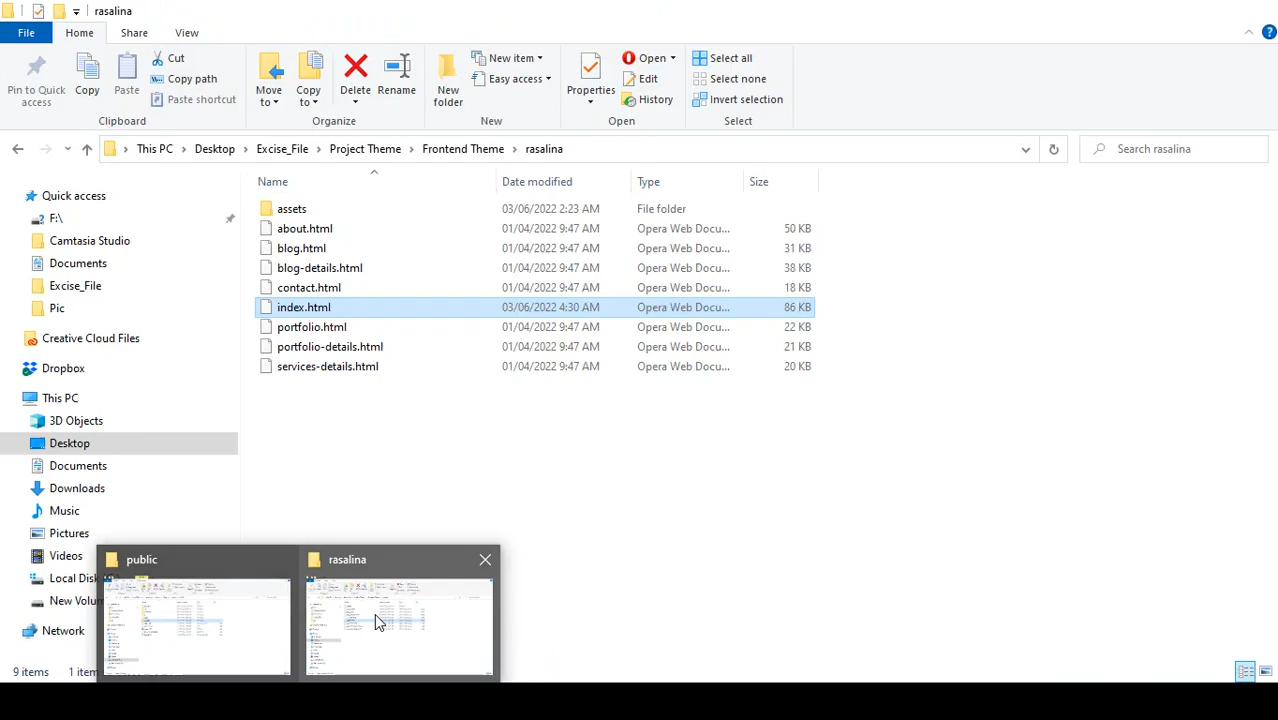 rasalina
File Home Share View
Pin to Quick access
Copy
Paste
Cut
Copy path
Paste shortcut
Clipboard
Move to
Copy to
Delete
Rename
Organize
New folder
New item
Easy access
New
Properties
Open
Edit
History
Open
Select all
Select none
Invert selection
Select
This PC Desktop Excise_File Project Theme Frontend Theme rasalina
Search rasalina
Quick access
F:\
Camtasia Studio
Documents
Excise_File
Pic
Creative Cloud Files
Dropbox
This PC
3D Objects
Desktop
Documents
Downloads
Music
Pictures
Videos
Local Disk
New Volun
Network
Name Date modified Type Size
assets 03/06/2022 2:23 AM File folder
about.html 01/04/2022 9:47 AM Opera Web Docu... 50 KB
blog.html 01/04/2022 9:47 AM Opera Web Docu... 31 KB
blog-details.html 01/04/2022 9:47 AM Opera Web Docu... 38 KB
contact.html 01/04/2022 9:47 AM Opera Web Docu... 18 KB
index.html 03/06/2022 4:30 AM Opera Web Docu... 86 KB
portfolio.html 01/04/2022 9:47 AM Opera Web Docu... 22 KB
portfolio-details.html 01/04/2022 9:47 AM Opera Web Docu... 21 KB
services-details.html 01/04/2022 9:47 AM Opera Web Docu... 20 KB
public
rasalina
9 items 1 item